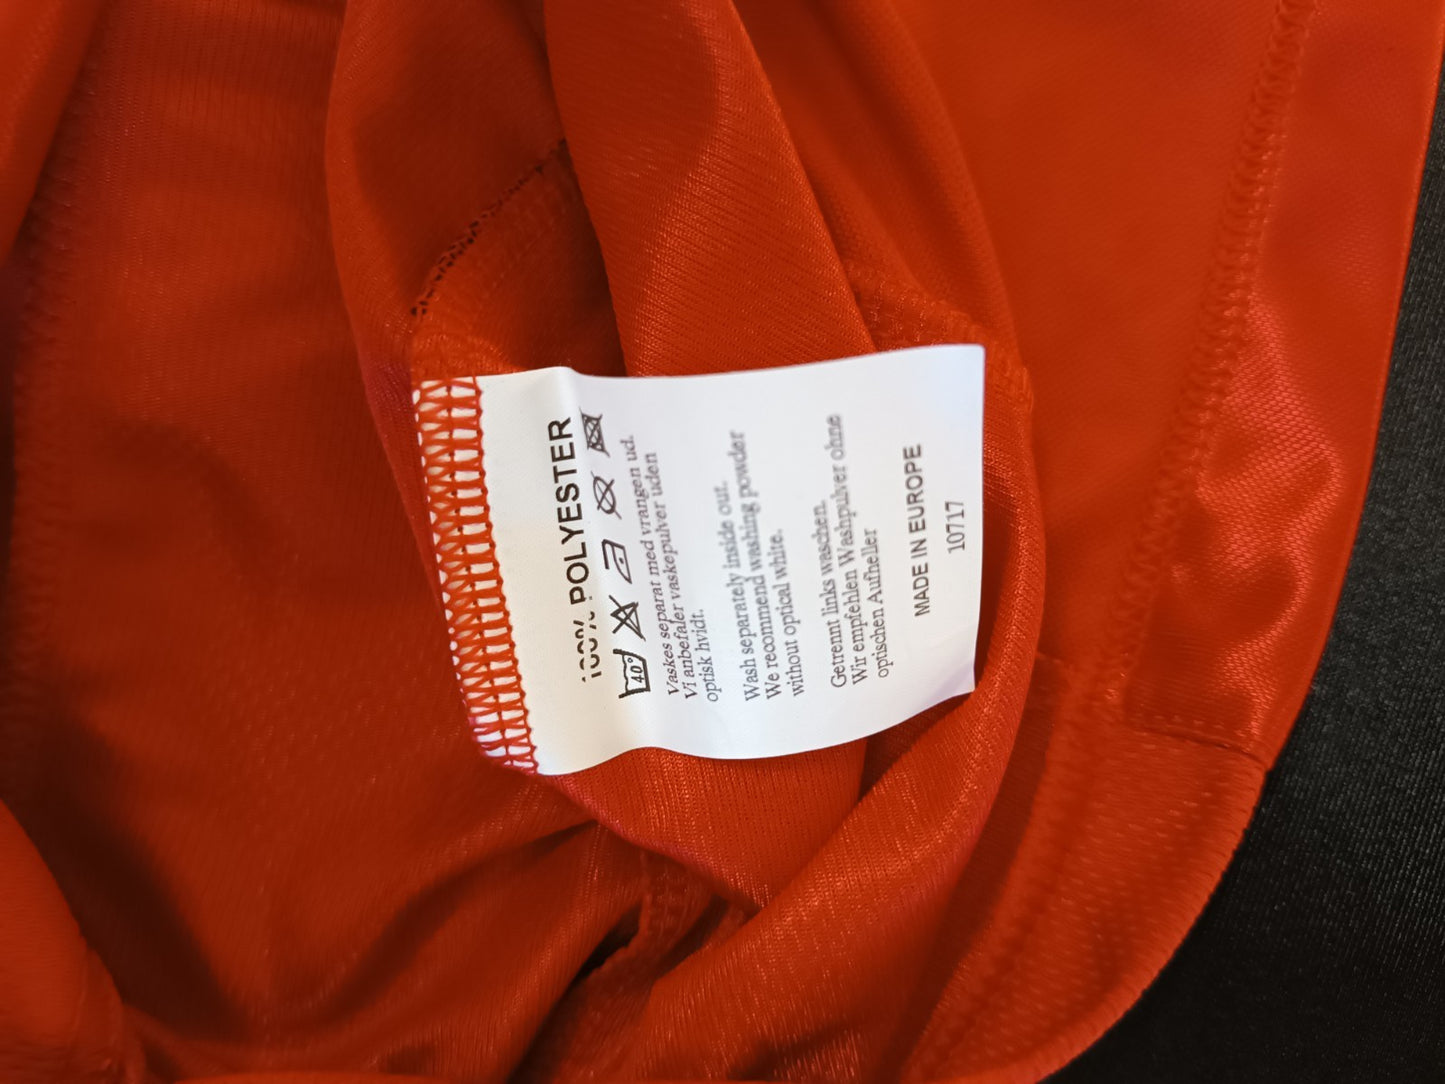 100% POLYESTER
40°
Vaskes separat med vrangen ud.
Vi anbefaler vaskepulver uden
optisk hvidt.
Wash separately inside out.
We recommend washing powder
without optical white.
Getrennt links waschen.
Wir empfehlen Washpulver ohne
optischen Aufheller
MADE IN EUROPE
10717